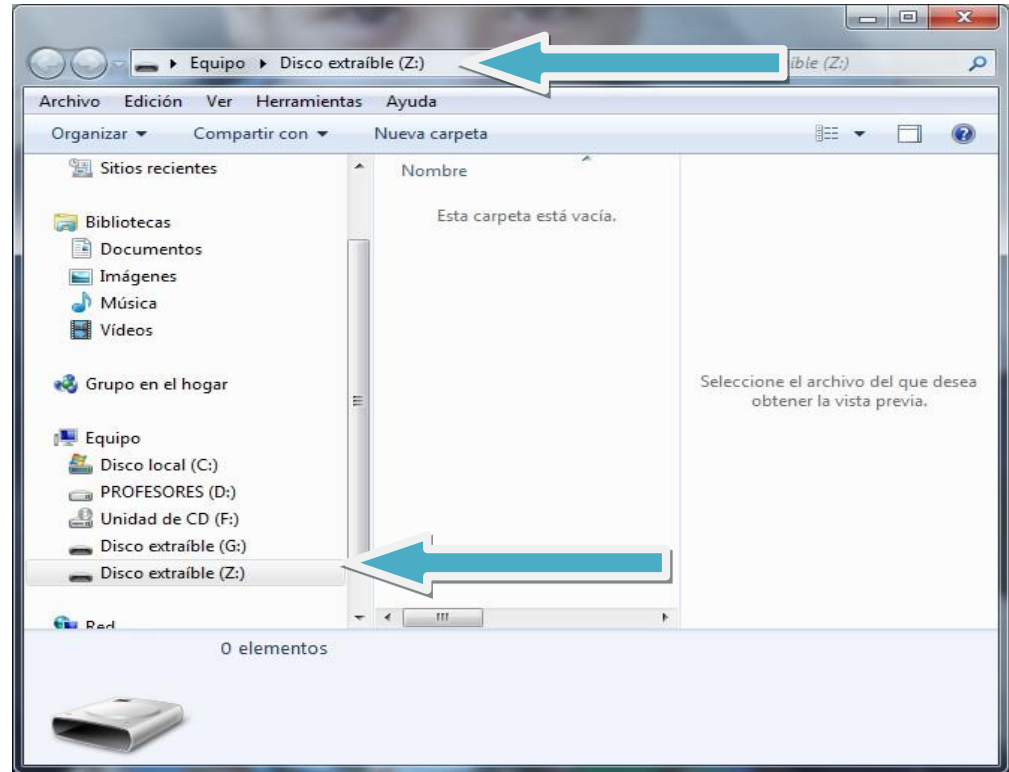 Equipo ▸ Disco extraíble (Z:)
ible (Z:)
Archivo Edición Ver Herramientas Ayuda
Organizar Compartir con Nueva carpeta
Sitios recientes
Bibliotecas
Documentos
Imágenes
Música
Vídeos
Grupo en el hogar
Equipo
Disco local (C:)
PROFESORES (D:)
Unidad de CD (F:)
Disco extraíble (G:)
Disco extraíble (Z:)
Red
Nombre
Esta carpeta está vacía.
Seleccione el archivo del que desea
obtener la vista previa.
0 elementos